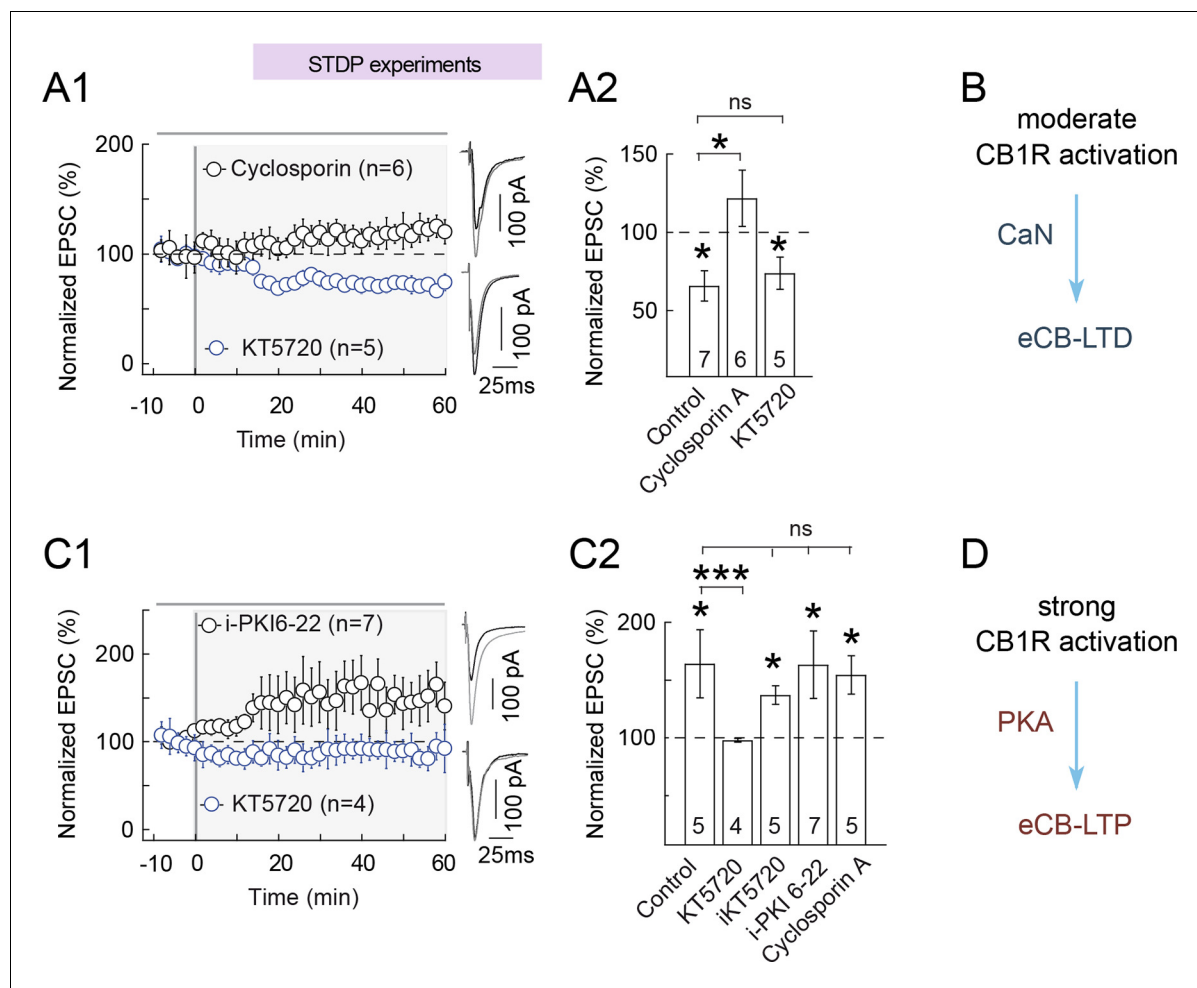 STDP experiments
A1
Normalized EPSC (%)
200
100
0
Cyclosporin (n=6)
KT5720 (n=5)
-10 0 20 40 60
Time (min)
100 pA
100 pA
25ms
A2
Normalized EPSC (%)
150
100
50
ns
*
* *
7 6 5
Control
Cyclosporin A
KT5720
B
moderate
CB1R activation
CaN
eCB-LTD
C1
Normalized EPSC (%)
200
100
0
i-PKI6-22 (n=7)
KT5720 (n=4)
-10 0 20 40 60
Time (min)
100 pA
100 pA
25ms
C2
Normalized EPSC (%)
200
100
ns
***
* * * *
5 4 5 7 5
Control
KT5720
iKT5720
i-PKI 6-22
Cyclosporin A
D
strong
CB1R activation
PKA
eCB-LTP